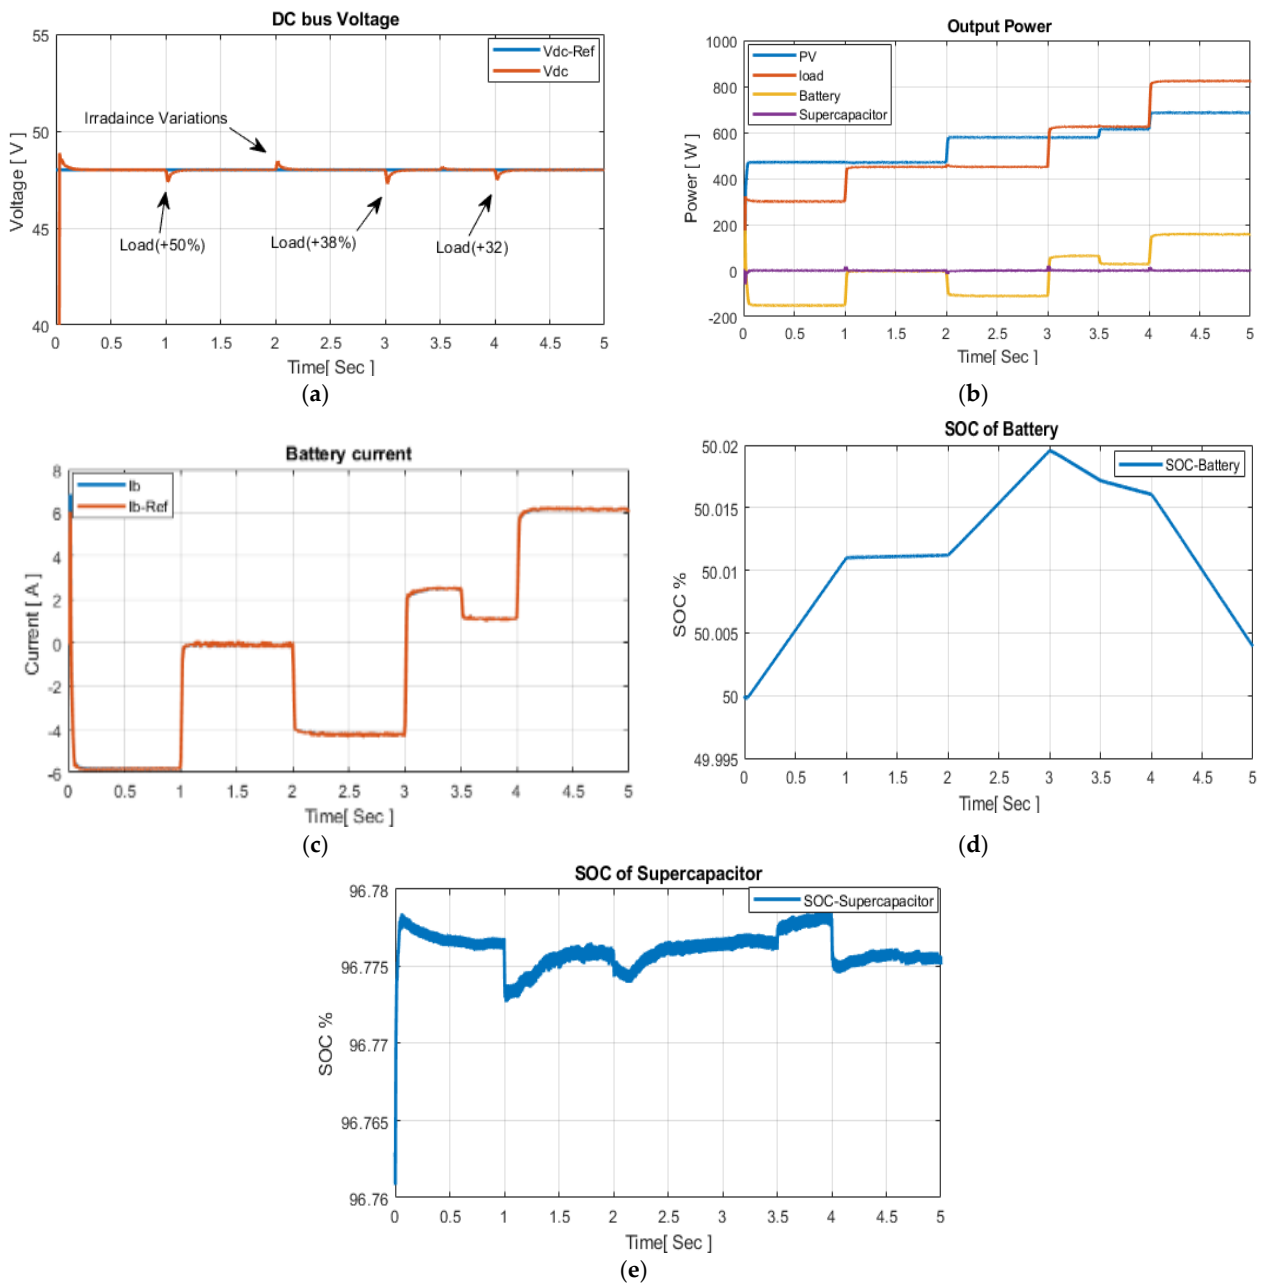 DC bus Voltage
55
50
45
40
Voltage [ V ]
Vdc-Ref
Vdc
Irradaince Variations
Load(+50%)
Load(+38%)
Load(+32)
0 0.5 1 1.5 2 2.5 3 3.5 4 4.5 5
Time[ Sec ]
(a)
Output Power
1000
800
600
400
200
0
-200
Power [ W ]
PV
load
Battery
Supercapacitor
0 0.5 1 1.5 2 2.5 3 3.5 4 4.5 5
Time[ Sec ]
(b)
Battery current
8
6
4
2
0
-2
-4
-6
Current [ A ]
Ib
Ib-Ref
0 0.5 1 1.5 2 2.5 3 3.5 4 4.5 5
Time[ Sec ]
(c)
SOC of Battery
50.02
50.015
50.01
50.005
50
49.995
SOC %
SOC-Battery
0 0.5 1 1.5 2 2.5 3 3.5 4 4.5 5
Time[ Sec ]
(d)
SOC of Supercapacitor
96.78
96.775
96.77
96.765
96.76
SOC %
SOC-Supercapacitor
0 0.5 1 1.5 2 2.5 3 3.5 4 4.5 5
Time[ Sec ]
(e)